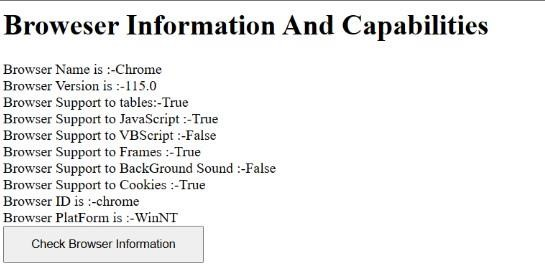 Broweser Information And Capabilities
Browser Name is :-Chrome
Browser Version is :-115.0
Browser Support to tables:-True
Browser Support to JavaScript :-True
Browser Support to VBScript :-False
Browser Support to Frames :-True
Browser Support to BackGround Sound :-False
Browser Support to Cookies :-True
Browser ID is :-chrome
Browser PlatForm is :-WinNT
Check Browser Information